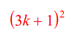 (3k + 1)²